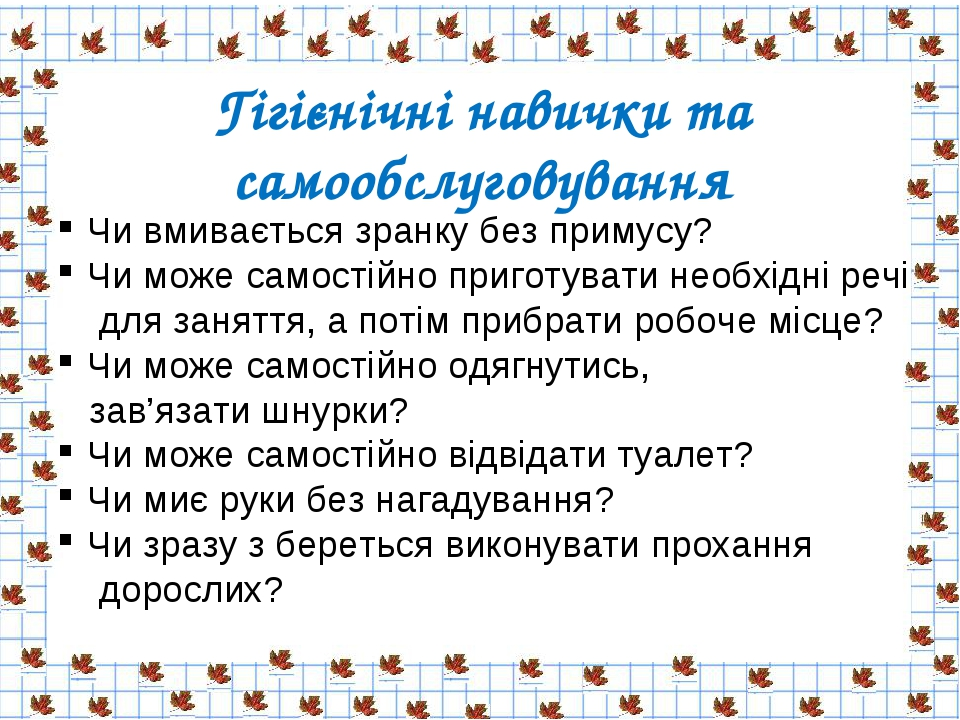 Гігієнічні навички та
самообслуговування
▪ Чи вмивається зранку без примусу?
▪ Чи може самостійно приготувати необхідні речі
для заняття, а потім прибрати робоче місце?
▪ Чи може самостійно одягнутись,
зав’язати шнурки?
▪ Чи може самостійно відвідати туалет?
▪ Чи миє руки без нагадування?
▪ Чи зразу з береться виконувати прохання
дорослих?